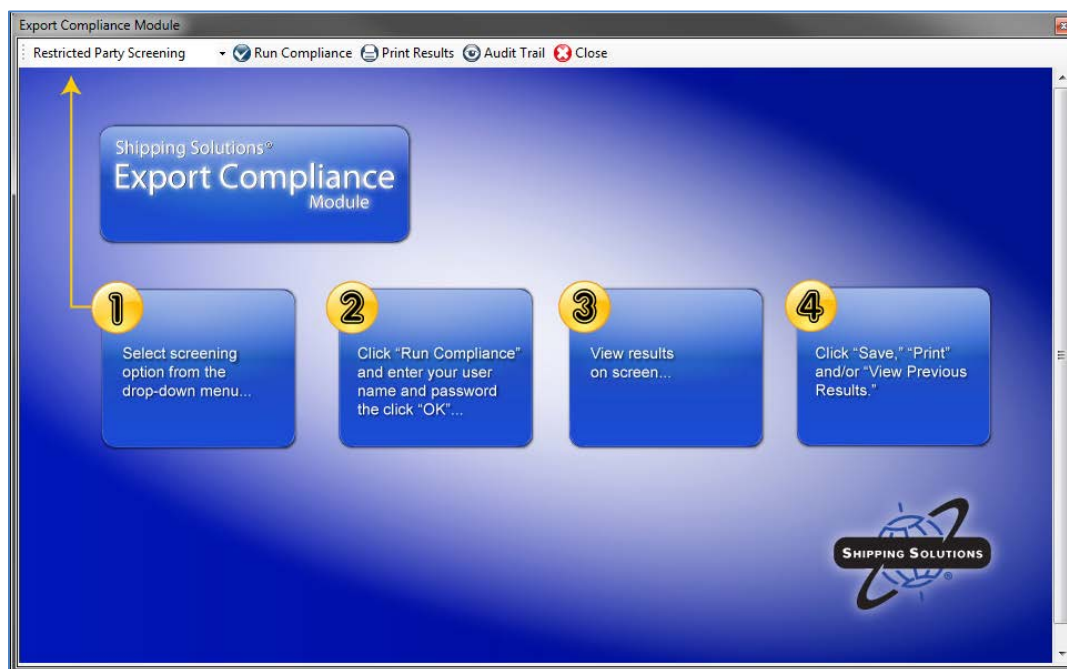 Export Compliance Module
Restricted Party Screening Run Compliance Print Results Audit Trail Close
Shipping Solutions®
Export Compliance
Module
1
Select screening
option from the
drop-down menu...
2
Click “Run Compliance”
and enter your user
name and password
the click “OK”...
3
View results
on screen...
4
Click “Save,” “Print”
and/or “View Previous
Results.”
SHIPPING SOLUTIONS
®